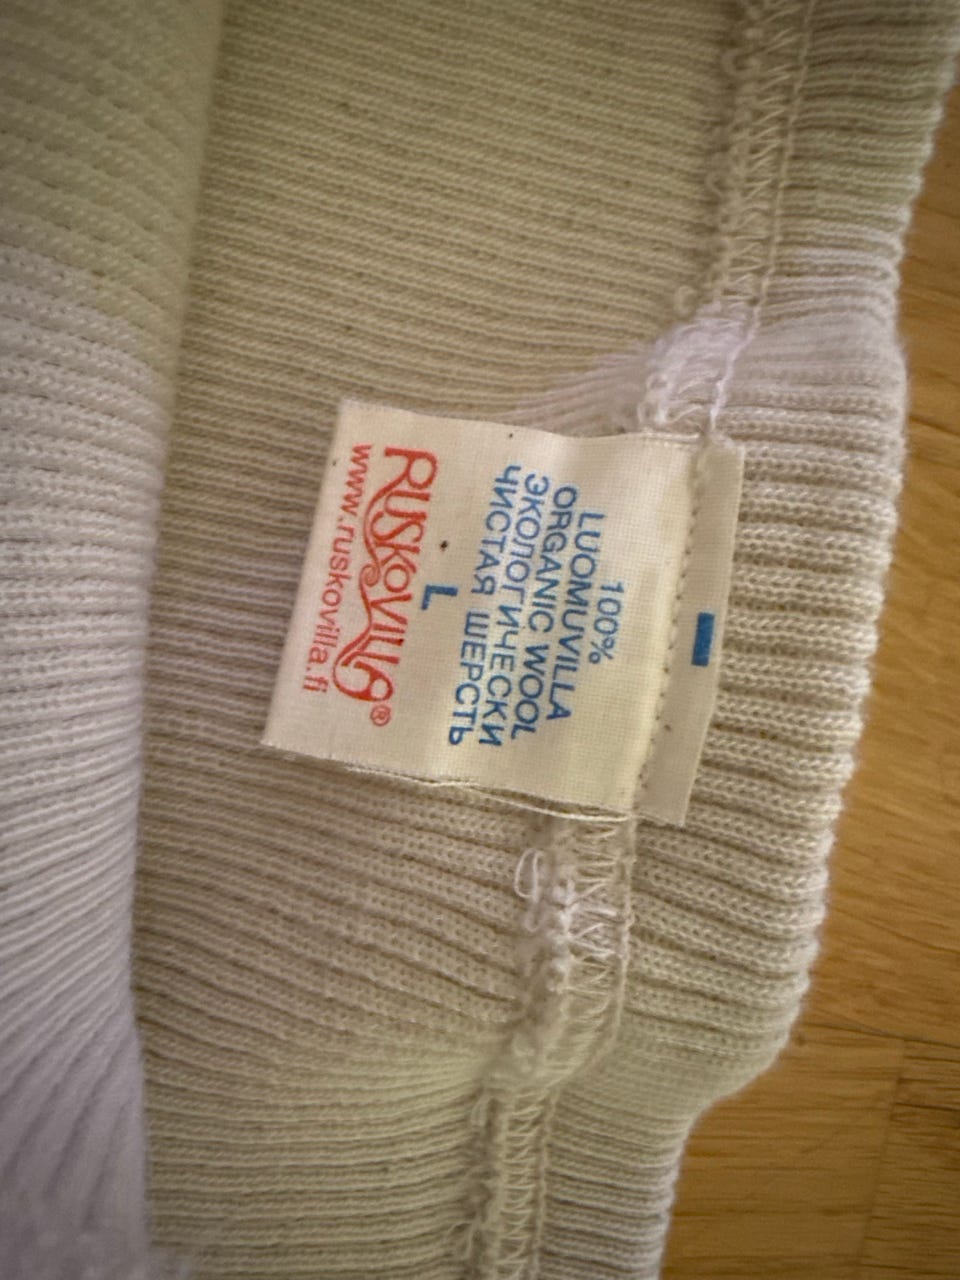 100%
LUOMUVILLA
ORGANIC WOOL
ЭКОЛОГИЧЕСКИ
ЧИСТАЯ ШЕРСТЬ
L
RUSKOVILLA®
www.ruskovilla.fi